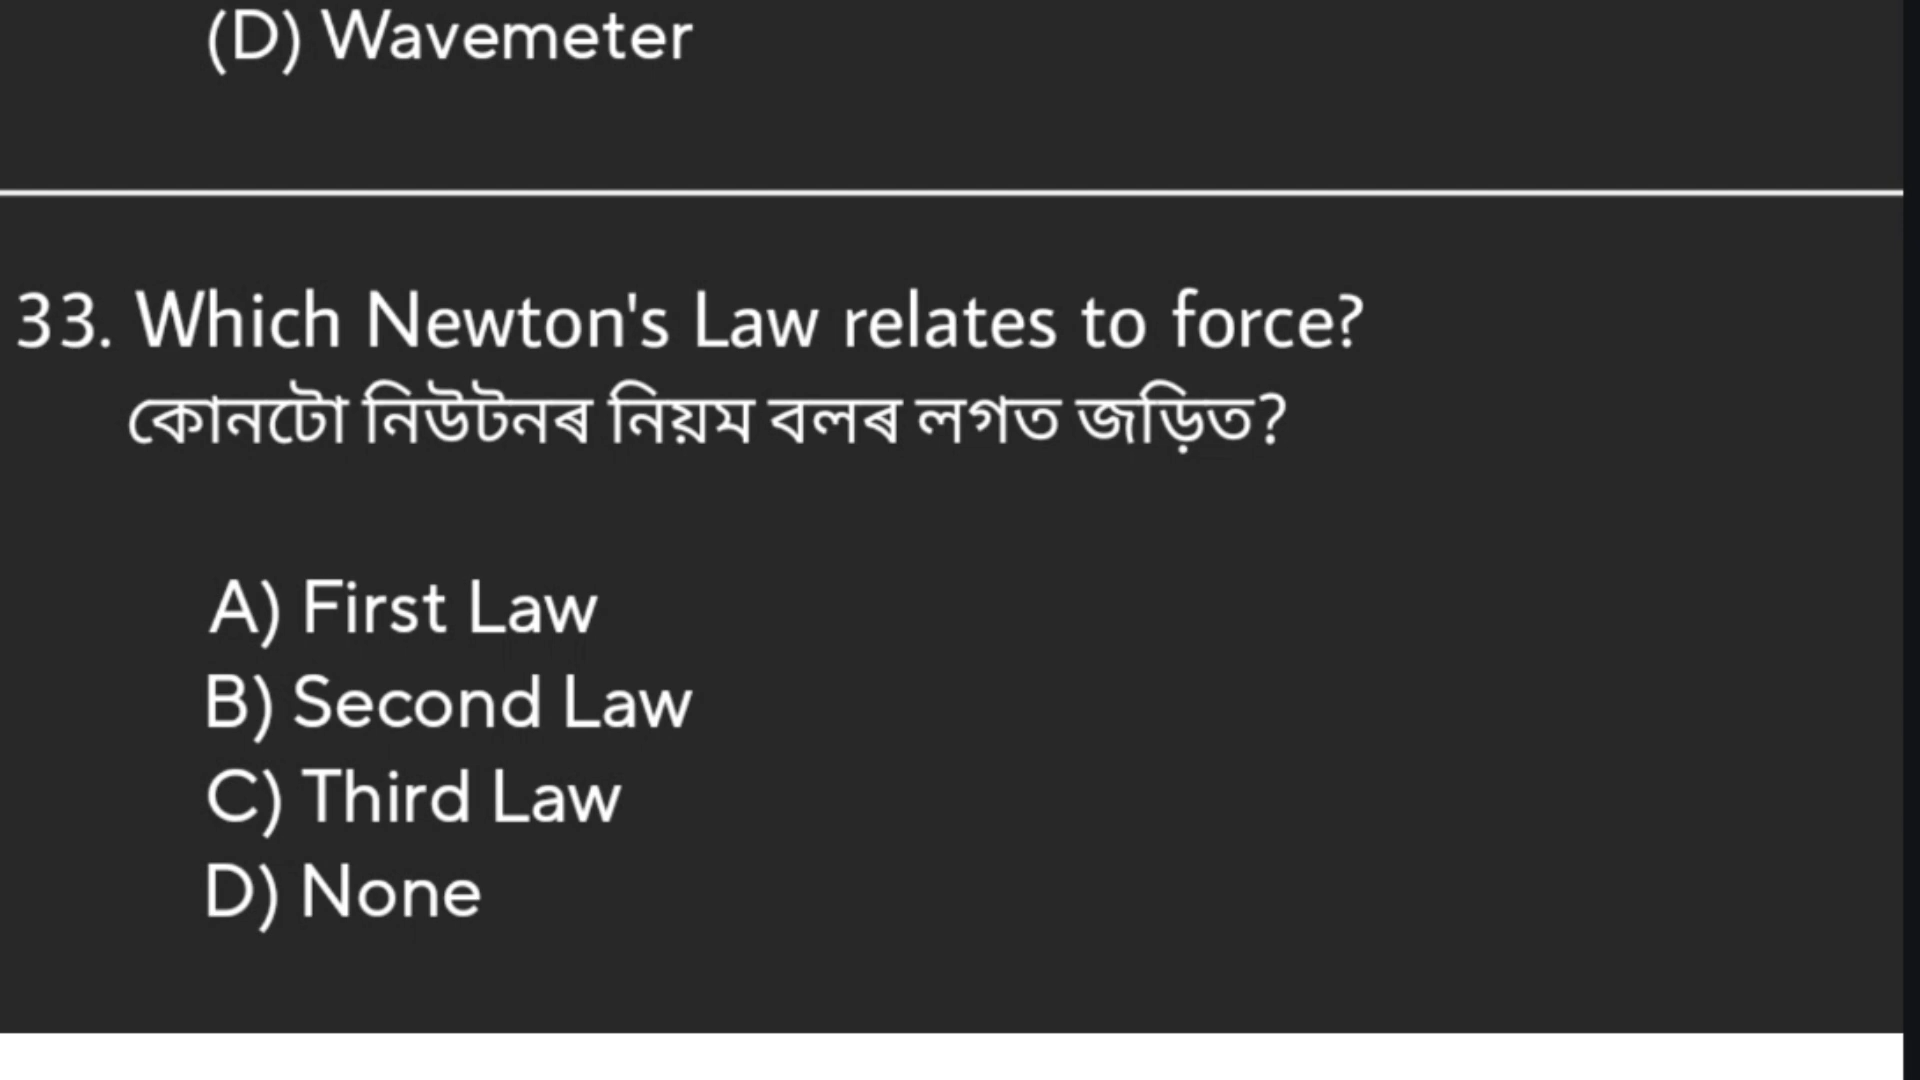 (D) Wavemeter
33. Which Newton's Law relates to force?
কোনটো নিউটনৰ নিয়ম বলৰ লগত জড়িত?
A) First Law
B) Second Law
C) Third Law
D) None